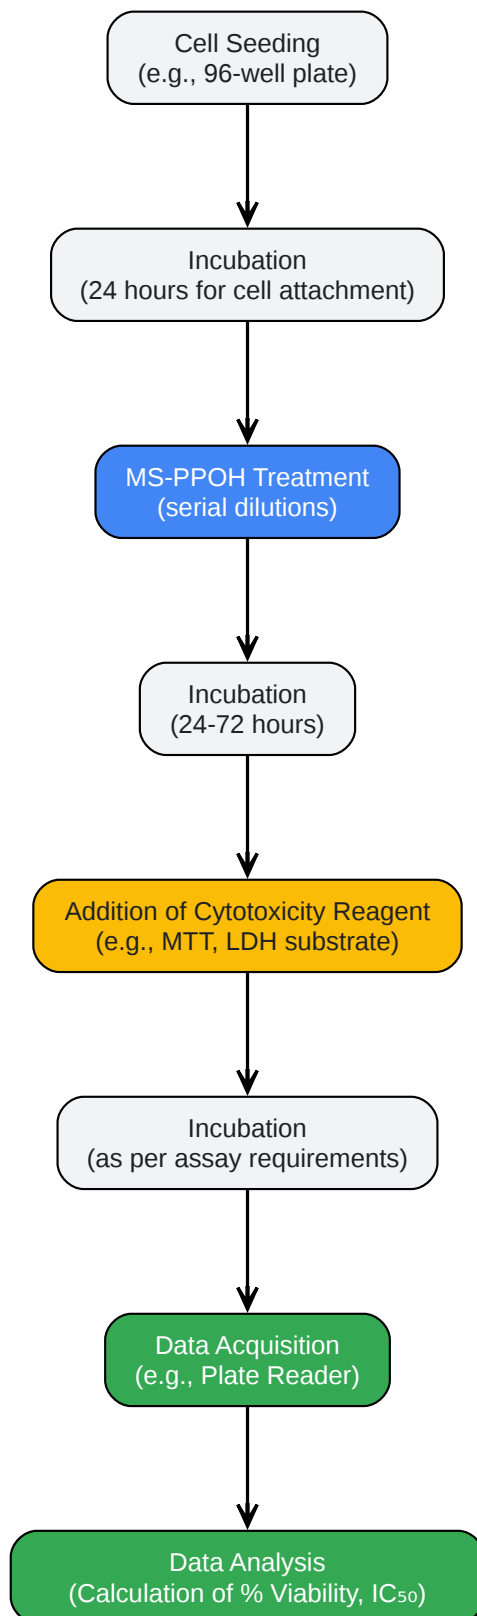 Cell Seeding
(e.g., 96-well plate)
Incubation
(24 hours for cell attachment)
MS-PPOH Treatment
(serial dilutions)
Incubation
(24-72 hours)
Addition of Cytotoxicity Reagent
(e.g., MTT, LDH substrate)
Incubation
(as per assay requirements)
Data Acquisition
(e.g., Plate Reader)
Data Analysis
(Calculation of % Viability, IC₅₀)